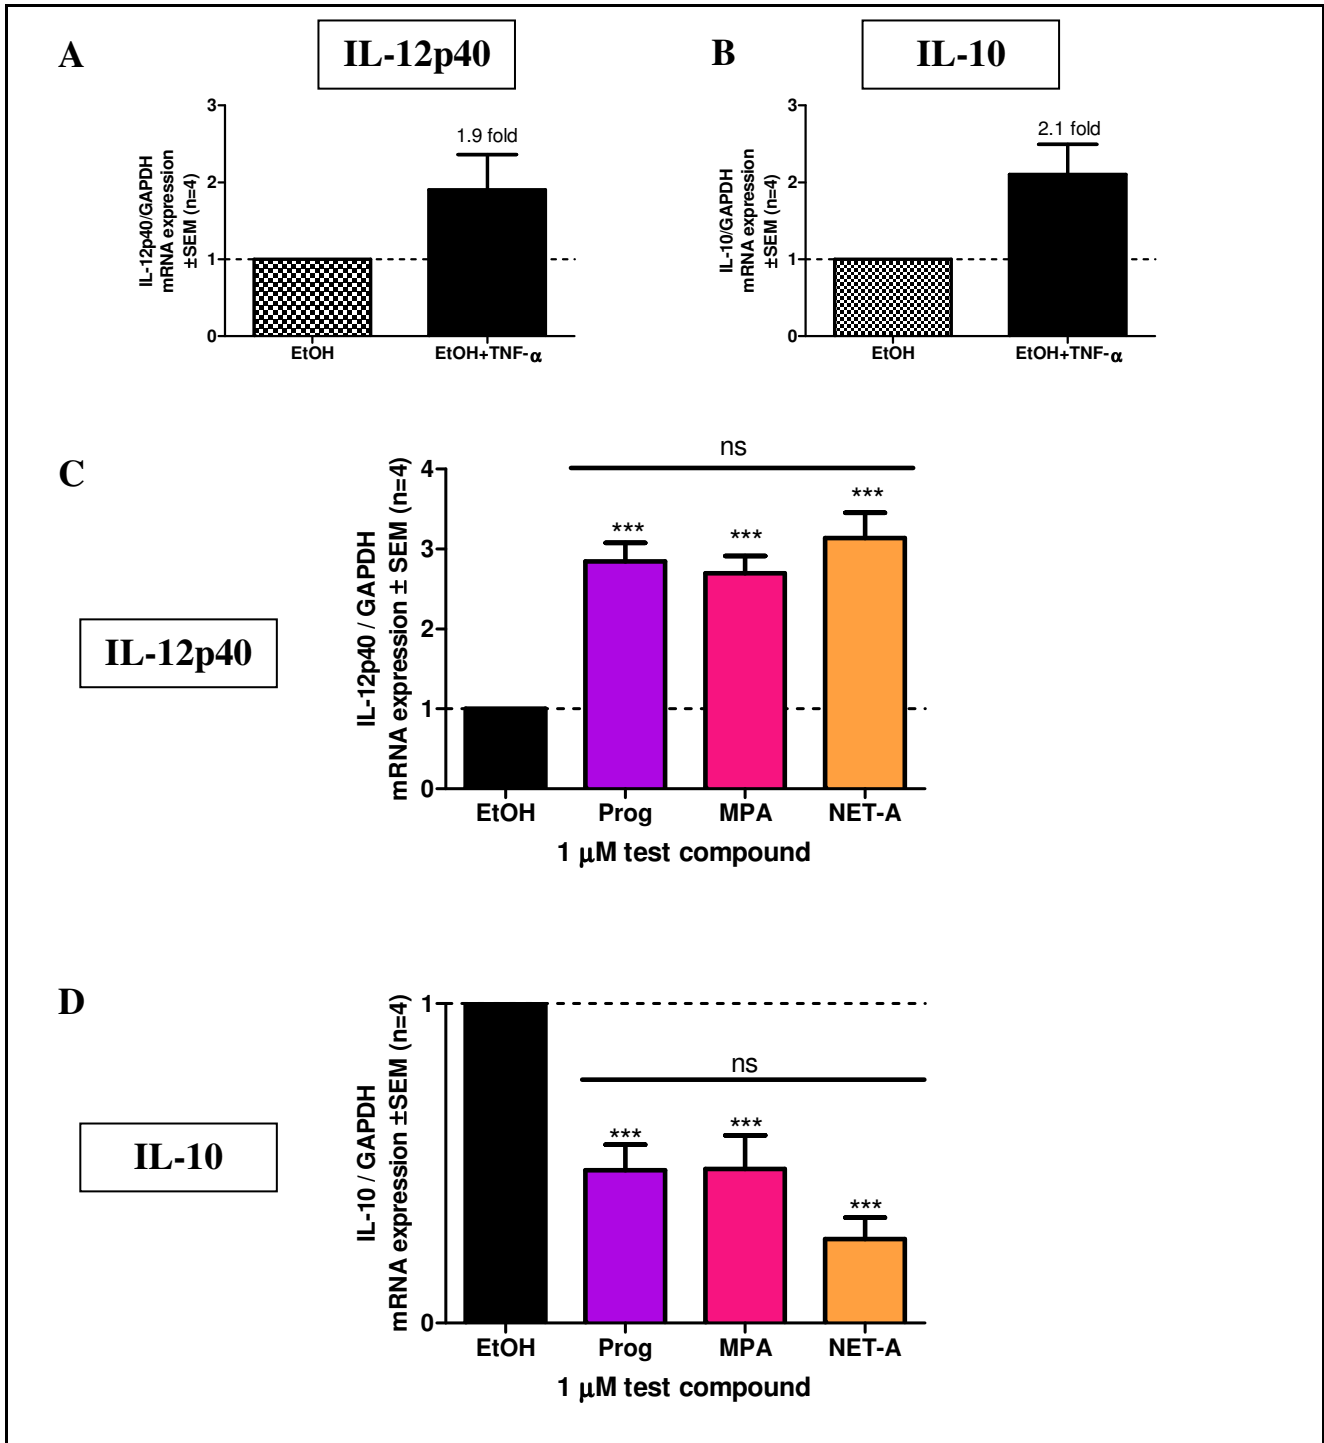 A
IL-12p40
B
IL-10
IL-12p40/GAPDH
mRNA expression
±SEM (n=4)
3
2
1
0
1.9 fold
EtOH
EtOH+TNF-α
IL-10/GAPDH
mRNA expression
±SEM (n=4)
3
2
1
0
2.1 fold
EtOH
EtOH+TNF-α
C
IL-12p40
IL-12p40 / GAPDH
mRNA expression ± SEM (n=4)
4
3
2
1
0
ns
***
***
***
EtOH
Prog
MPA
NET-A
1 μM test compound
D
IL-10
IL-10 / GAPDH
mRNA expression ±SEM (n=4)
1
0
ns
***
***
***
EtOH
Prog
MPA
NET-A
1 μM test compound